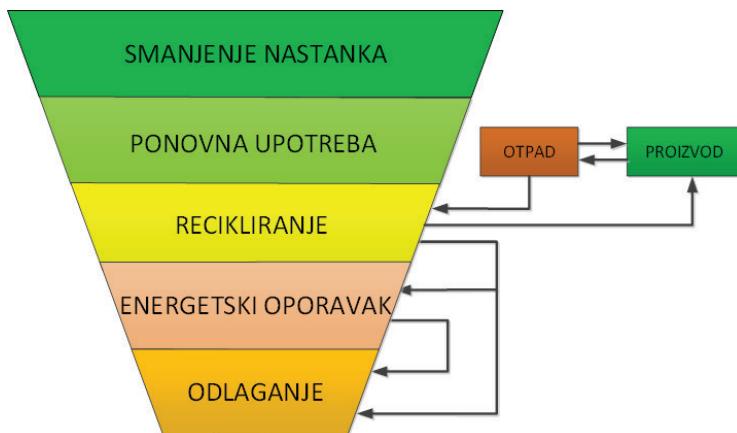 SMANJENJE NASTANKA
PONOVNA UPOTREBA
OTPAD
PROIZVOD
RECIKLIRANJE
ENERGETSKI OPORAVAK
ODLAGANJE